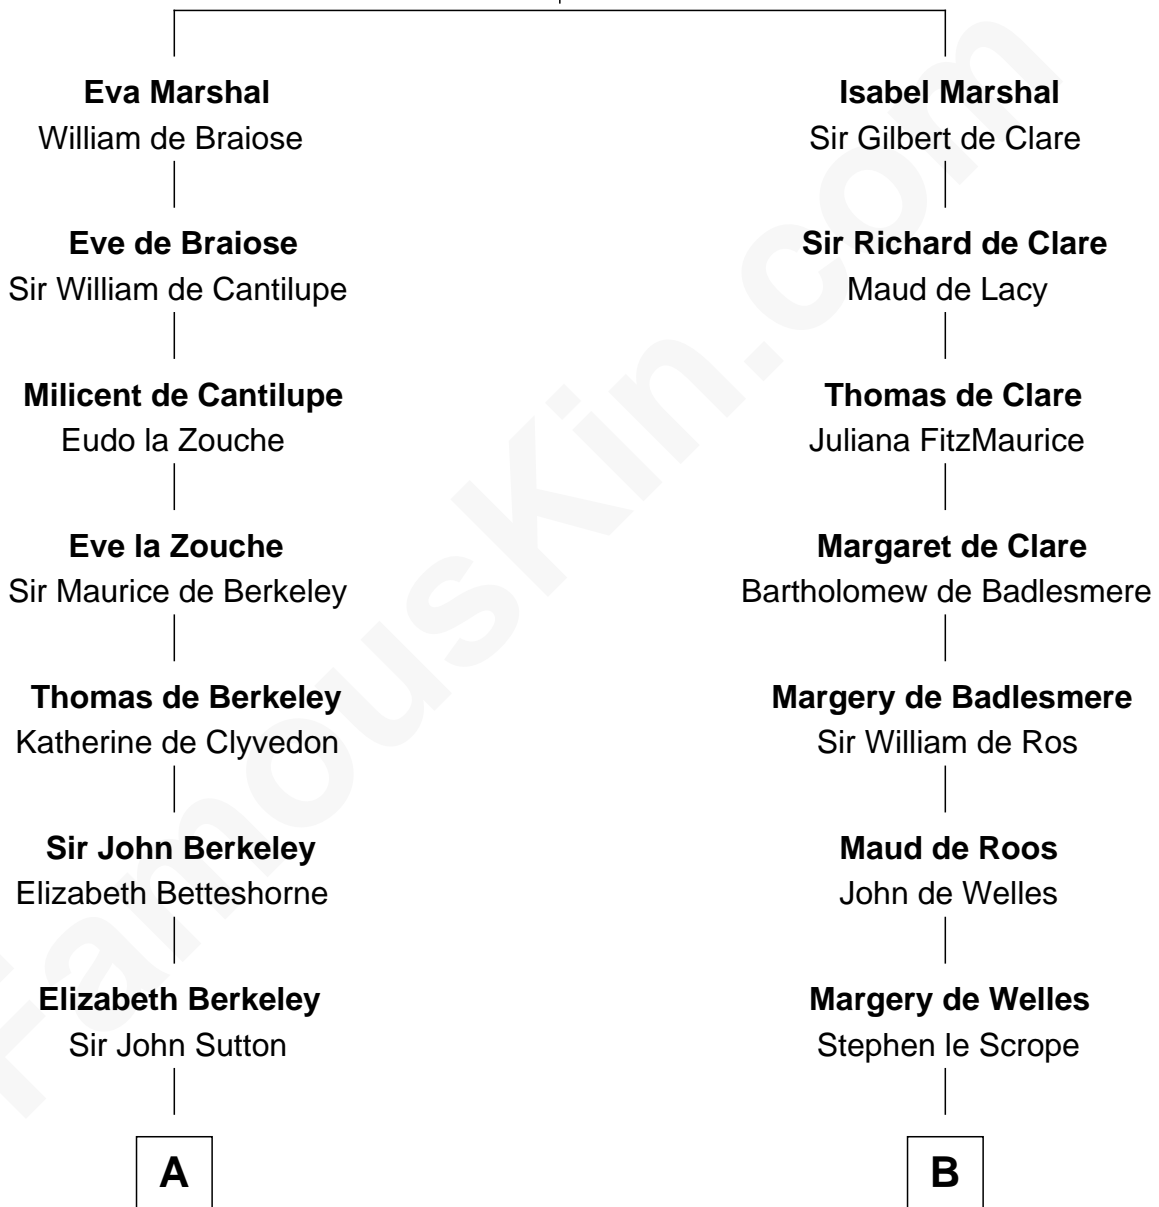 Eva Marshal
William de Braiose
Isabel Marshal
Sir Gilbert de Clare
Eve de Braiose
Sir William de Cantilupe
Sir Richard de Clare
Maud de Lacy
Milicent de Cantilupe
Eudo la Zouche
Thomas de Clare
Juliana FitzMaurice
Eve la Zouche
Sir Maurice de Berkeley
Margaret de Clare
Bartholomew de Badlesmere
Thomas de Berkeley
Katherine de Clyvedon
Margery de Badlesmere
Sir William de Ros
Sir John Berkeley
Elizabeth Betteshorne
Maud de Roos
John de Welles
Elizabeth Berkeley
Sir John Sutton
Margery de Welles
Stephen le Scrope
A
B
FamousKin.com